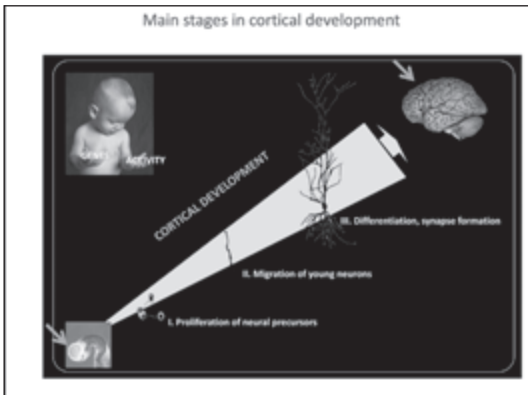 Main stages in cortical development
GENES
ACTIVITY
CORTICAL DEVELOPMENT
III. Differentiation, synapse formation
II. Migration of young neurons
I. Proliferation of neural precursors